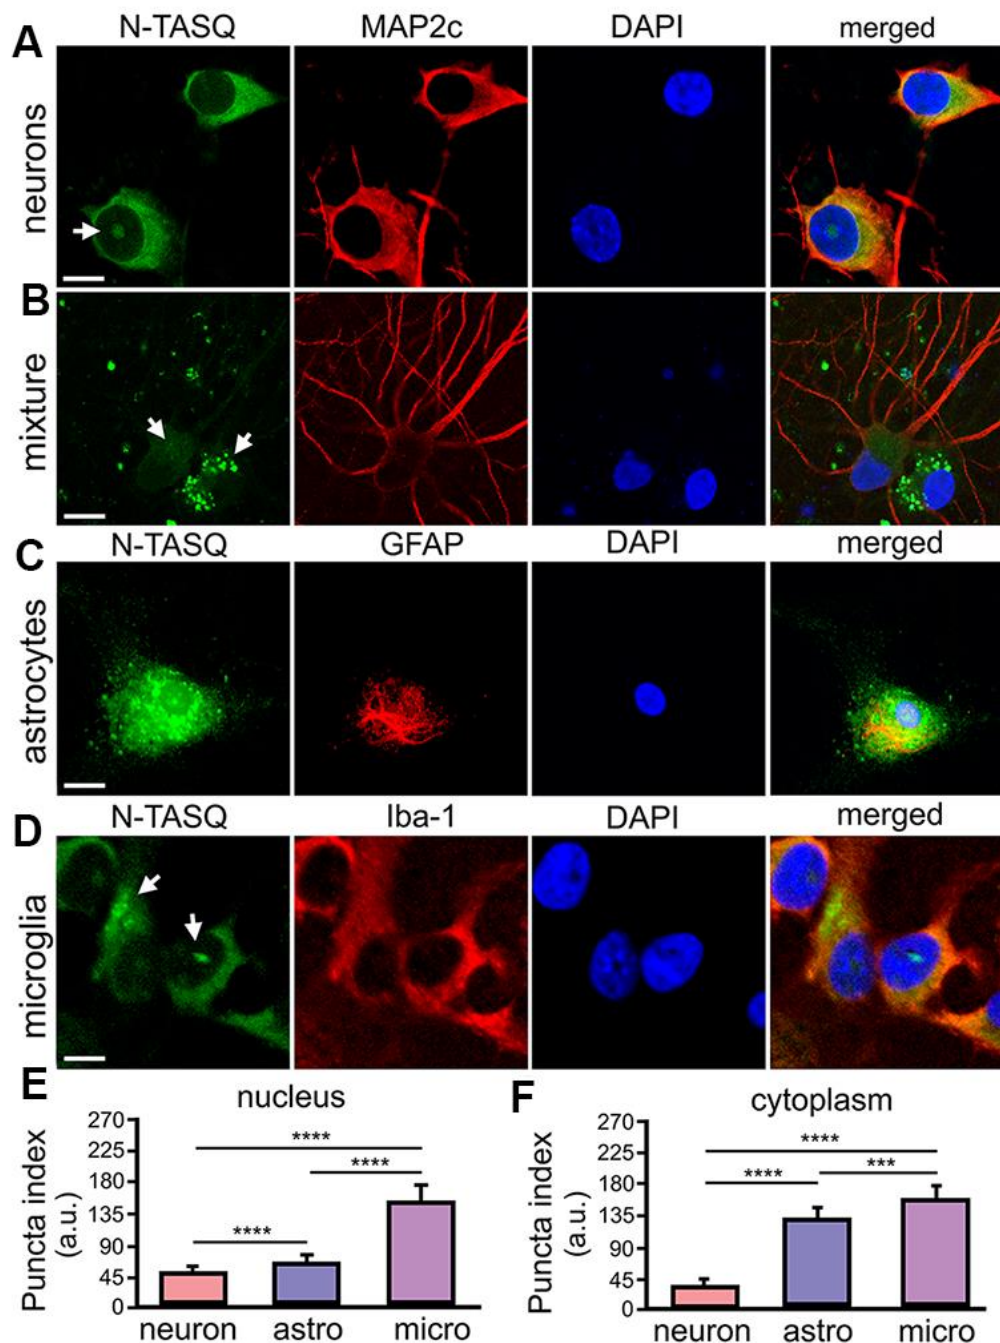 A
N-TASQ MAP2c DAPI merged
neurons
B
mixture
C
N-TASQ GFAP DAPI merged
astrocytes
D
N-TASQ Iba-1 DAPI merged
microglia
E
nucleus
Puncta index
(a.u.)
270
225
180
135
90
45
0
****
****
****
neuron astro micro
F
cytoplasm
Puncta index
(a.u.)
270
225
180
135
90
45
0
****
**** ***
neuron astro micro